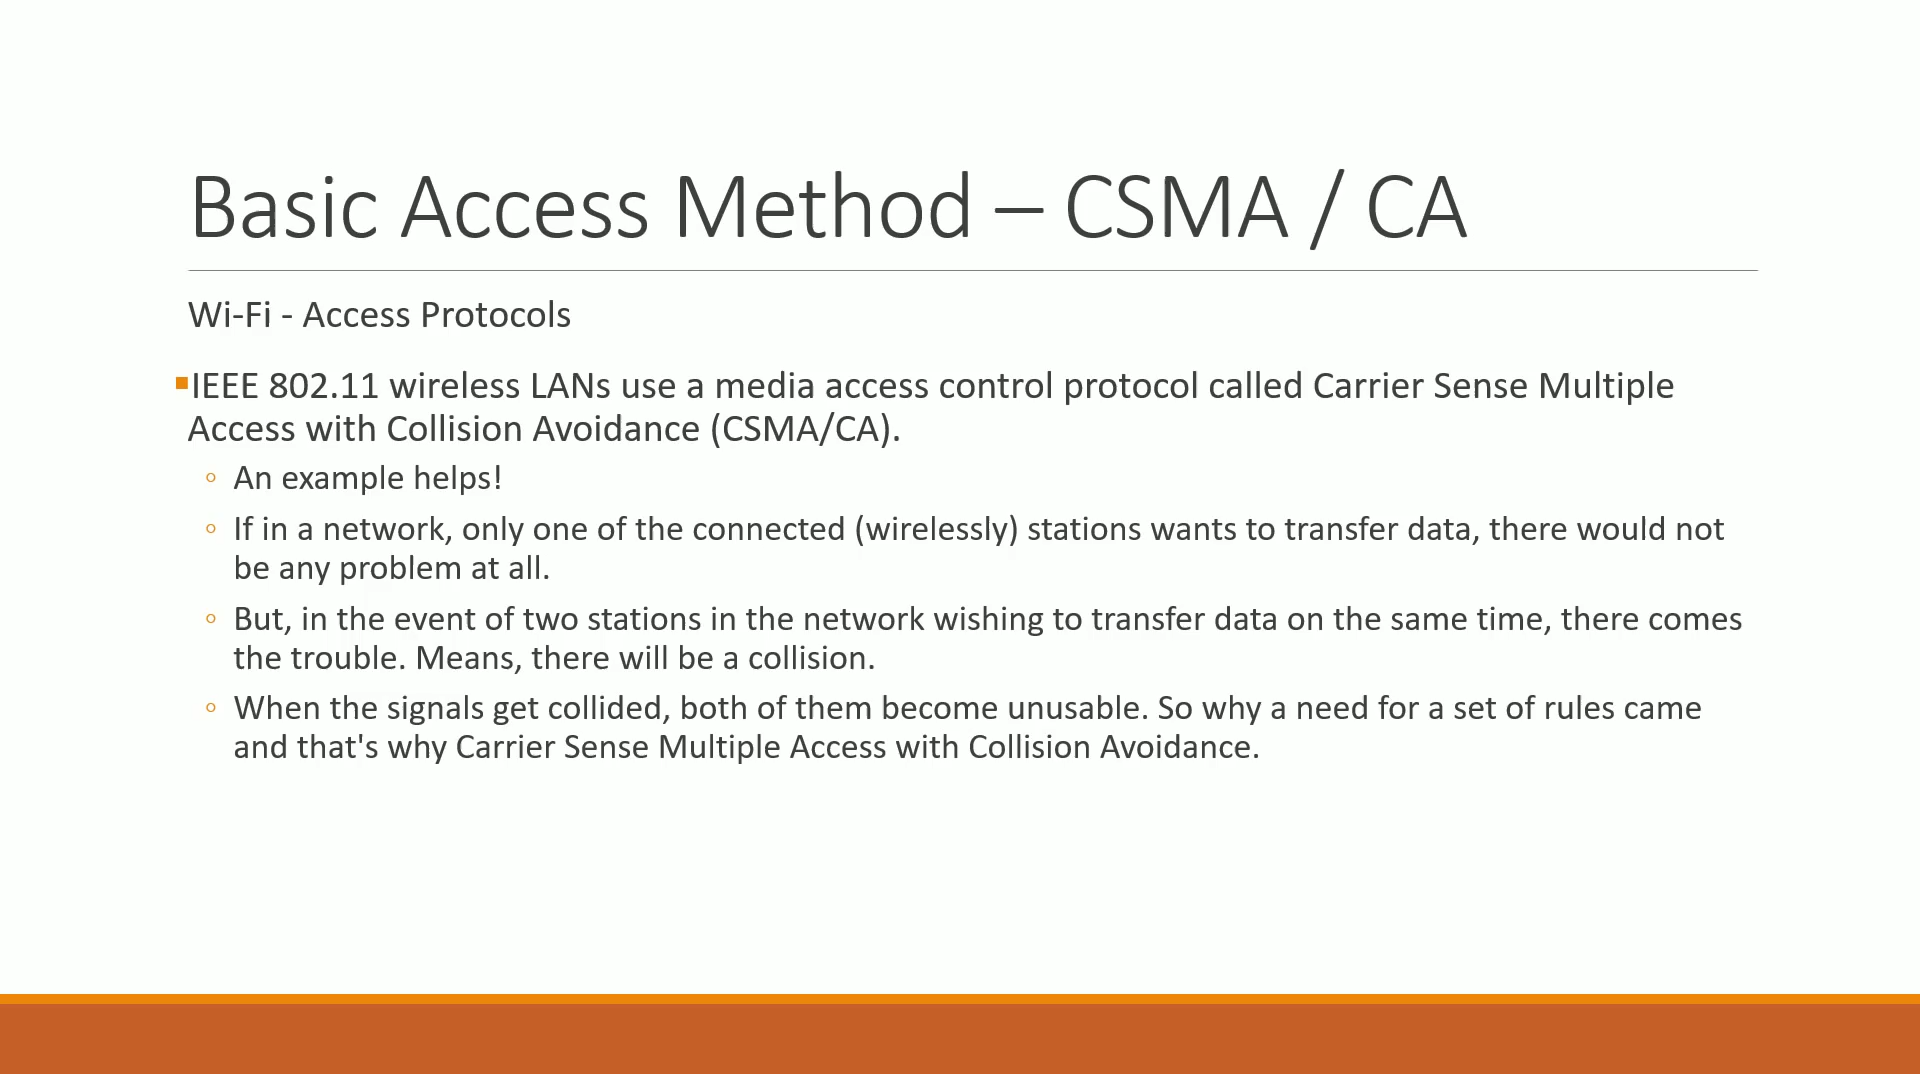 Basic Access Method – CSMA / CA
Wi-Fi - Access Protocols
▪IEEE 802.11 wireless LANs use a media access control protocol called Carrier Sense Multiple
Access with Collision Avoidance (CSMA/CA).
◦ An example helps!
◦ If in a network, only one of the connected (wirelessly) stations wants to transfer data, there would not
be any problem at all.
◦ But, in the event of two stations in the network wishing to transfer data on the same time, there comes
the trouble. Means, there will be a collision.
◦ When the signals get collided, both of them become unusable. So why a need for a set of rules came
and that's why Carrier Sense Multiple Access with Collision Avoidance.